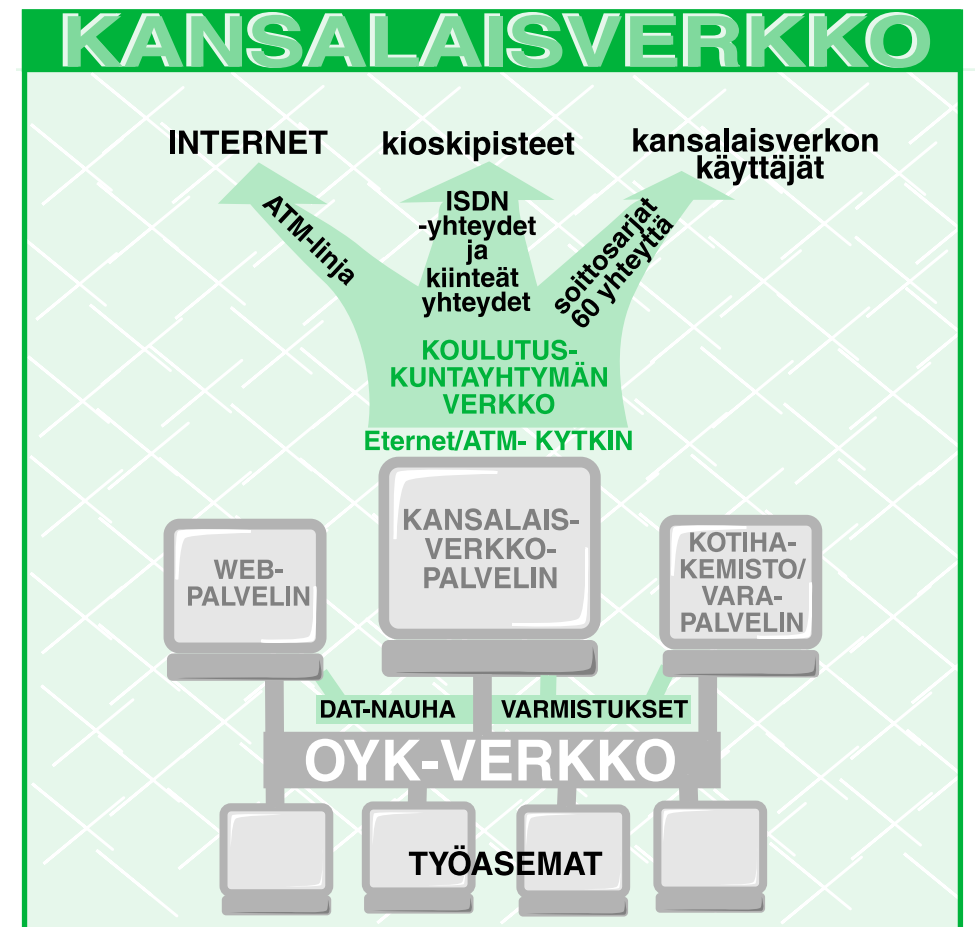 KANSALAISVERKKO
INTERNET
kioskipisteet
kansalaisverkon
käyttäjät
ATM-linja
ISDN
-yhteydet
ja
kiinteät
yhteydet
soittosarjat
60 yhteyttä
KOULUTUS-
KUNTAYHTYMÄN
VERKKO
Eternet/ATM- KYTKIN
WEB-
PALVELIN
KANSALAIS-
VERKKO-
PALVELIN
KOTIHA-
KEMISTO/
VARA-
PALVELIN
DAT-NAUHA
VARMISTUKSET
OYK-VERKKO
TYÖASEMAT